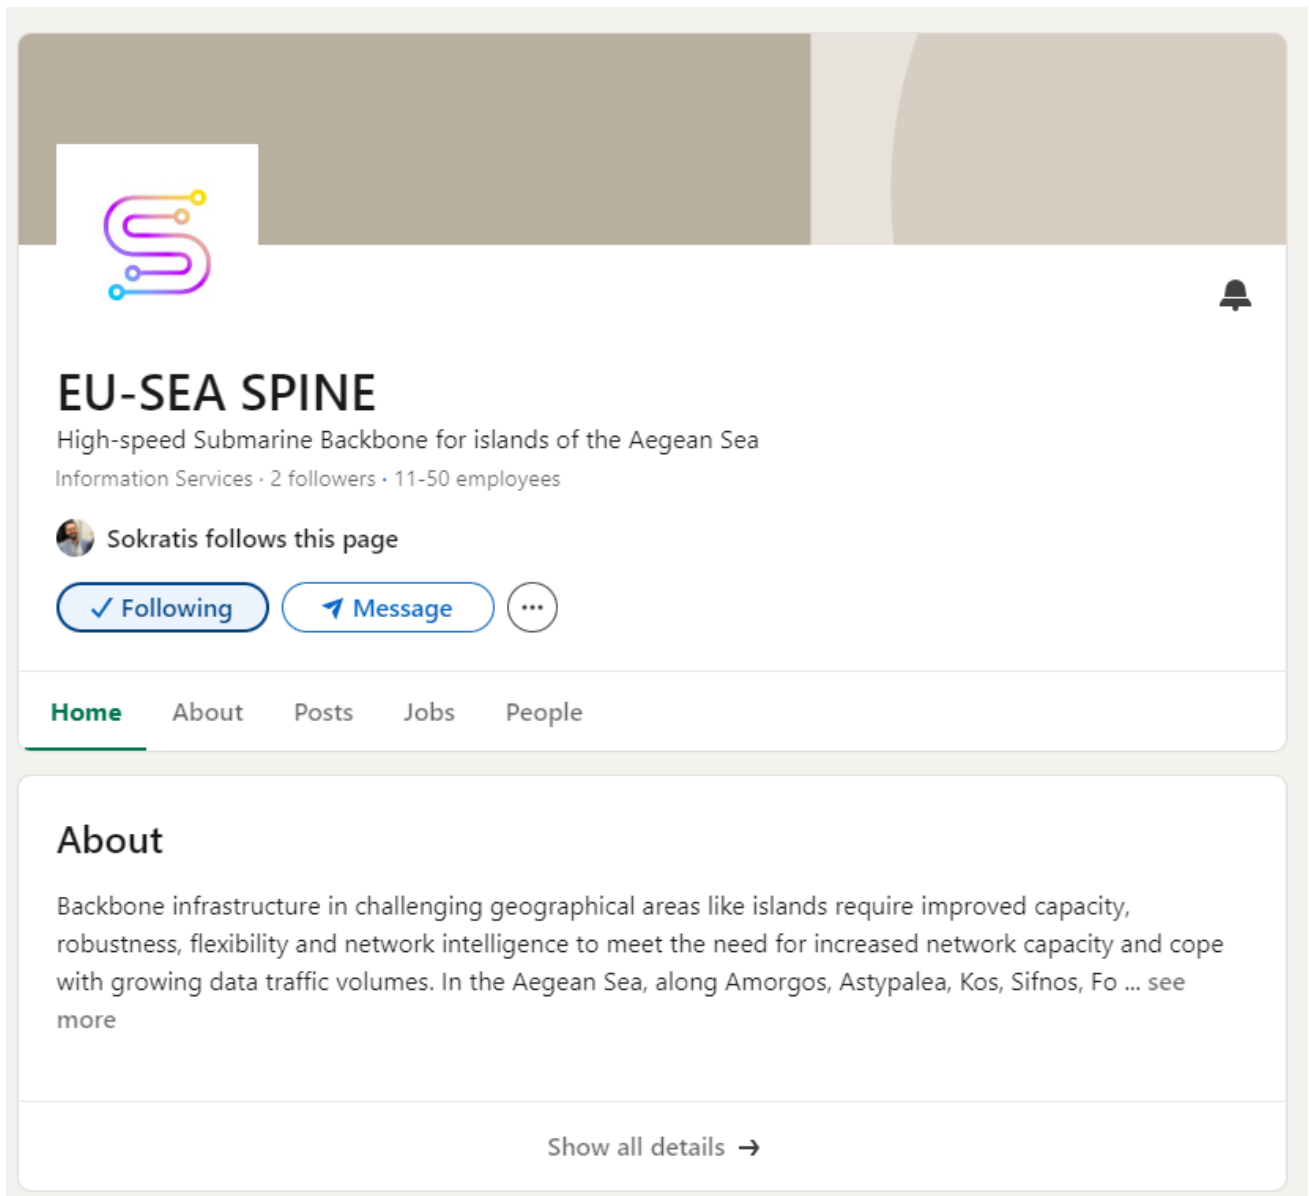 EU-SEA SPINE
High-speed Submarine Backbone for islands of the Aegean Sea
Information Services · 2 followers · 11-50 employees
Sokratis follows this page
Following Message
Home About Posts Jobs People
About
Backbone infrastructure in challenging geographical areas like islands require improved capacity,
robustness, flexibility and network intelligence to meet the need for increased network capacity and cope
with growing data traffic volumes. In the Aegean Sea, along Amorgos, Astypalea, Kos, Sifnos, Fo ... see
more
Show all details →